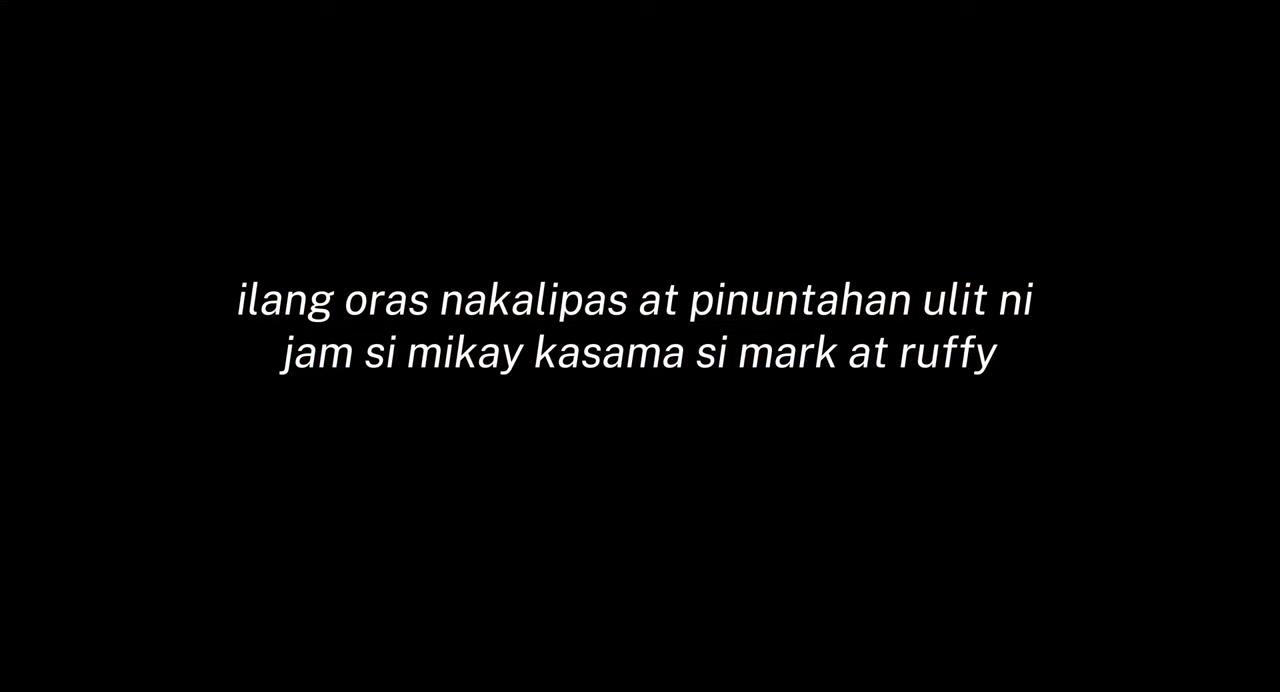 ilang oras nakalipas at pinuntahan ulit ni
jam si mikay kasama si mark at ruffy